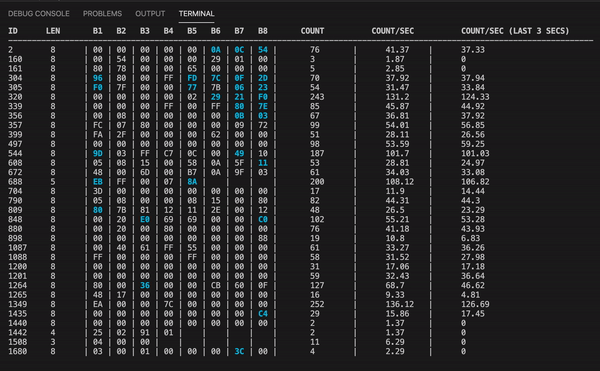 DEBUG CONSOLE PROBLEMS OUTPUT TERMINAL
ID LEN B1 B2 B3 B4 B5 B6 B7 B8 COUNT COUNT/SEC COUNT/SEC (LAST 3 SECS)
2 8 | 00 | 00 | 00 | 00 | 00 | 0A | 0C | 54 | 76 | 41.37 | 37.33
160 8 | 00 | 54 | 00 | 00 | 00 | 29 | 01 | 00 | 3 | 1.87 | 0
161 8 | 80 | 78 | 00 | 00 | 65 | 00 | 00 | 00 | 5 | 2.85 | 0
304 8 | 96 | 80 | 00 | FF | FD | 7C | 0F | 2D | 70 | 37.92 | 37.94
305 8 | F0 | 7F | 00 | 00 | 77 | 7B | 06 | 23 | 54 | 31.47 | 33.84
320 8 | 00 | 00 | 00 | 00 | 02 | 29 | 21 | F0 | 243 | 131.2 | 124.33
339 8 | 00 | 00 | 00 | FF | FF | 00 | 80 | 7E | 85 | 45.87 | 44.92
356 8 | 00 | 08 | 00 | 00 | 00 | 00 | 0B | 03 | 67 | 36.81 | 37.92
357 8 | FC | 07 | 80 | 00 | 00 | 00 | 09 | 72 | 99 | 54.01 | 56.85
399 8 | FA | 2F | 00 | 00 | 00 | 62 | 00 | 00 | 51 | 28.11 | 26.56
497 8 | 00 | 00 | 00 | 00 | 00 | 00 | 00 | 00 | 98 | 53.59 | 59.25
544 8 | 9D | 03 | FF | C7 | 0C | 00 | 49 | 10 | 187 | 101.7 | 101.03
608 8 | 05 | 08 | 15 | 00 | 58 | 0A | 5F | 11 | 53 | 28.81 | 24.97
672 8 | 48 | 00 | 6D | 00 | B7 | 0A | 9F | 03 | 61 | 34.03 | 33.08
688 5 | EB | FF | 00 | 07 | 8A | | | | 200 | 108.12 | 106.82
704 8 | 3D | 00 | 00 | 00 | 00 | 00 | 00 | 00 | 17 | 11.9 | 14.44
790 8 | 05 | 08 | 00 | 00 | 08 | 15 | 00 | 80 | 82 | 44.31 | 44.3
809 8 | 80 | 7B | 81 | 12 | 11 | 2E | 00 | 12 | 48 | 26.5 | 23.29
848 8 | 00 | 20 | E0 | 69 | 69 | 00 | 00 | C0 | 102 | 55.21 | 53.28
880 8 | 00 | 20 | 00 | 80 | 00 | 00 | 00 | 00 | 76 | 41.18 | 43.93
898 8 | 00 | 00 | 00 | 00 | 00 | 00 | 00 | 88 | 19 | 10.8 | 6.83
1087 8 | 00 | 40 | 61 | FF | 55 | 00 | 00 | 00 | 61 | 33.27 | 36.26
1088 8 | FF | 00 | 00 | 00 | FF | 00 | 00 | 00 | 58 | 31.52 | 27.98
1200 8 | 00 | 00 | 00 | 00 | 00 | 00 | 00 | 00 | 31 | 17.06 | 17.18
1201 8 | 00 | 00 | 00 | 00 | 00 | 00 | 00 | 00 | 59 | 32.43 | 36.64
1264 8 | 80 | 00 | 36 | 00 | 00 | CB | 60 | 0F | 127 | 68.7 | 46.62
1265 8 | 48 | 17 | 00 | 00 | 00 | 00 | 00 | 00 | 16 | 9.33 | 4.81
1349 8 | EA | 00 | 00 | 7C | 00 | 00 | 00 | 00 | 252 | 136.12 | 126.69
1435 8 | 00 | 00 | 00 | 00 | 00 | 00 | 00 | C4 | 29 | 15.86 | 17.45
1440 8 | 00 | 00 | 00 | 00 | 00 | 00 | 00 | 00 | 2 | 1.37 | 0
1442 4 | 25 | 02 | 91 | 01 | | | | | 2 | 1.37 | 0
1508 3 | 04 | 00 | 00 | | | | | | 11 | 6.29 | 0
1680 8 | 03 | 00 | 01 | 00 | 00 | 00 | 3C | 00 | 4 | 2.29 | 0